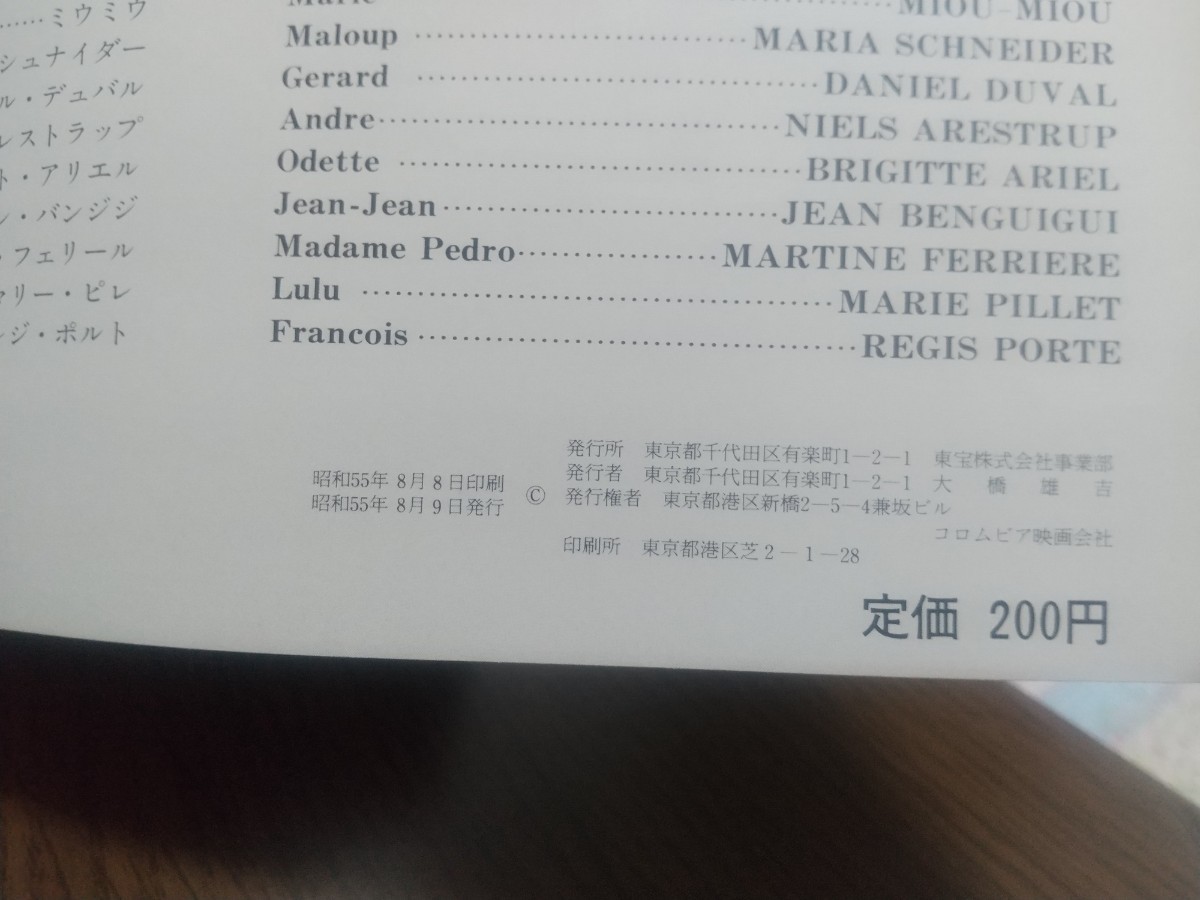 ……ミウミウ
シュナイダー
ル・デュバル
レストラップ
ト・アリエル
ン・バンジジ
・フェリール
マリー・ピレ
ジ・ポルト
Marie ……………………………… MIOU-MIOU
Maloup ……………………………… MARIA SCHNEIDER
Gerard ……………………………… DANIEL DUVAL
Andre ……………………………… NIELS ARESTRUP
Odette ……………………………… BRIGITTE ARIEL
Jean-Jean ……………………………… JEAN BENGUIGUI
Madame Pedro ……………………… MARTINE FERRIERE
Lulu ……………………………… MARIE PILLET
Francois ……………………………… REGIS PORTE
昭和55年 8月 8日印刷
昭和55年 8月 9日発行
©
発行所 東京都千代田区有楽町1−2−1 東宝株式会社事業部
発行者 東京都千代田区有楽町1−2−1 大橋雄吉
発行権者 東京都港区新橋2−5−4兼坂ビル
コロムビア映画会社
印刷所 東京都港区芝2−1−28
定価 200円